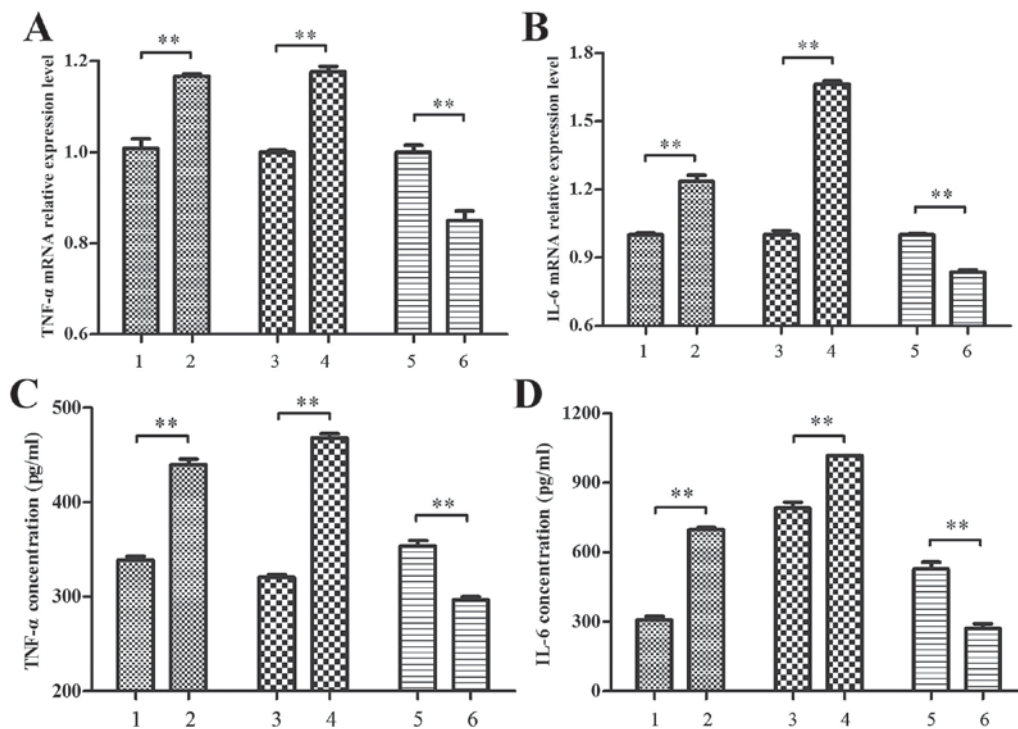 A
TNF-α mRNA relative expression level
1.2
1.0
0.8
0.6
**
**
**
1 2 3 4 5 6
B
IL-6 mRNA relative expression level
1.8
1.5
1.2
0.9
0.6
**
**
**
1 2 3 4 5 6
C
TNF-α concentration (pg/ml)
500
400
300
200
**
**
**
1 2 3 4 5 6
D
IL-6 concentration (pg/ml)
1200
900
600
300
0
**
**
**
1 2 3 4 5 6